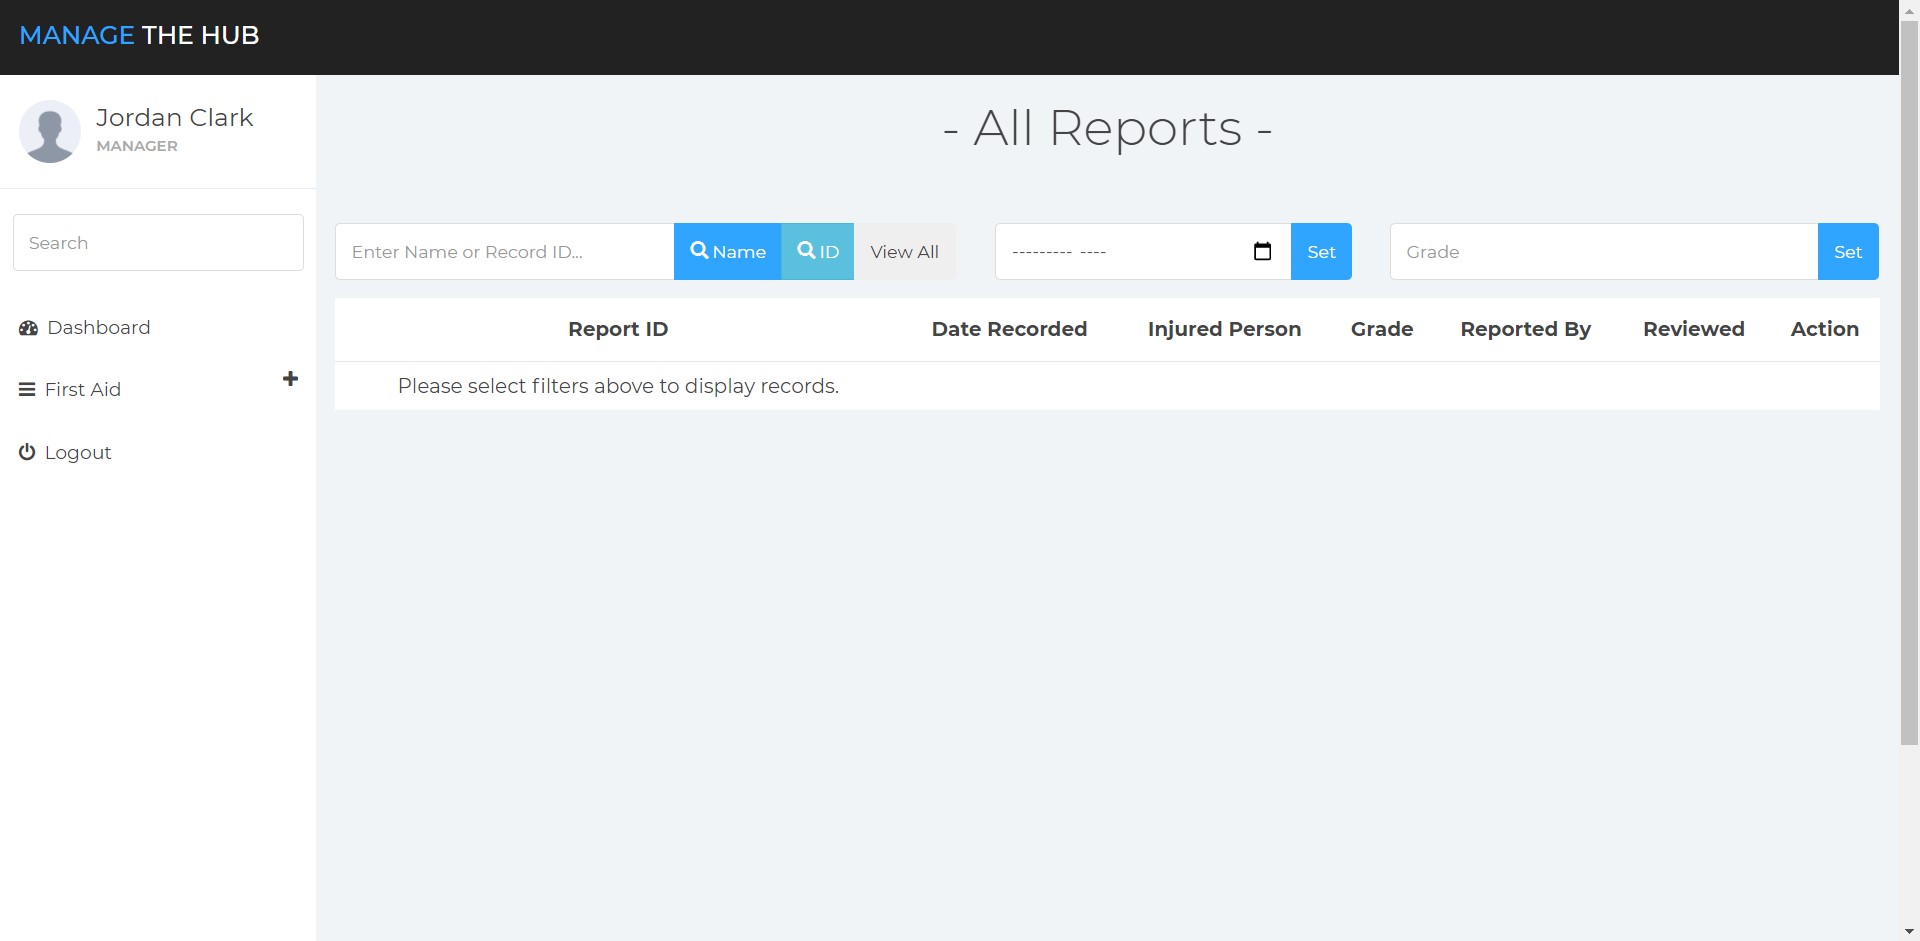 MANAGE THE HUB
Jordan Clark
MANAGER
Search
Dashboard
First Aid
Logout
- All Reports -
Enter Name or Record ID... Name ID View All --------- ---- Set Grade Set
Report ID Date Recorded Injured Person Grade Reported By Reviewed Action
Please select filters above to display records.